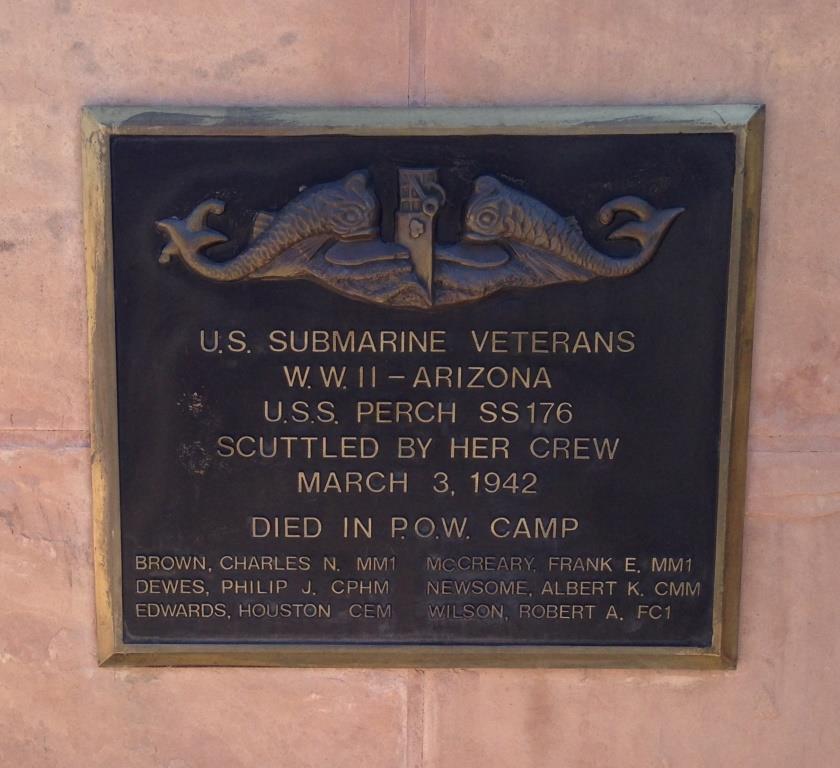 U.S. SUBMARINE VETERANS
W.W.II - ARIZONA
U.S.S. PERCH SS176
SCUTTLED BY HER CREW
MARCH 3, 1942
DIED IN P.O.W. CAMP
BROWN, CHARLES N. MM1 McCREARY, FRANK E. MM1
DEWES, PHILIP J. CPHM NEWSOME, ALBERT K. CMM
EDWARDS, HOUSTON CEM WILSON, ROBERT A. FC1